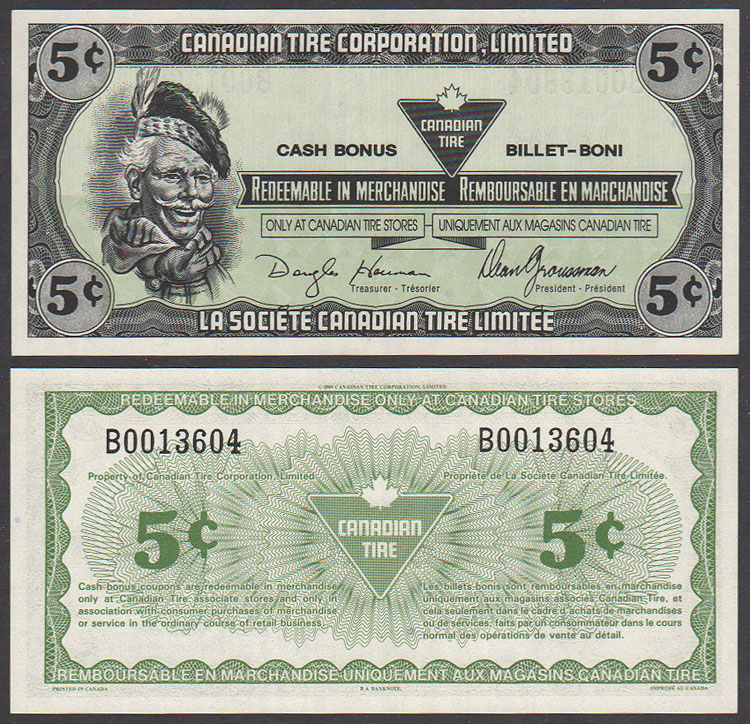 CANADIAN TIRE CORPORATION, LIMITED
5¢ 5¢
CANADIAN
TIRE
CASH BONUS BILLET-BONI
REDEEMABLE IN MERCHANDISE REMBOURSABLE EN MARCHANDISE
ONLY AT CANADIAN TIRE STORES UNIQUEMENT AUX MAGASINS CANADIAN TIRE
Treasurer - Trésorier President - Président
5¢ 5¢
LA SOCIÉTÉ CANADIAN TIRE LIMITÉE
CANADIAN TIRE CORPORATION, LIMITED
REDEEMABLE IN MERCHANDISE ONLY AT CANADIAN TIRE STORES
B0013604 B0013604
Property of Canadian Tire Corporation, Limited Propriété de La Société Canadian Tire Limitée.
CANADIAN
TIRE
5¢ 5¢
Cash bonus coupons are redeemable in merchandise
only at Canadian Tire associate stores and only in
association with consumer purchases of merchandise
or service in the ordinary course of retail business.
Les billets bonis sont remboursables en marchandise
uniquement aux magasins associés Canadian Tire, et
cela seulement dans le cadre d'achats de marchandises
ou de services, faits par un consommateur dans le cours
normal des opérations de vente au détail.
REMBOURSABLE EN MARCHANDISE UNIQUEMENT AUX MAGASINS CANADIAN TIRE
PRINTED IN CANADA B A BANKNOTE IMPRIMÉ AU CANADA